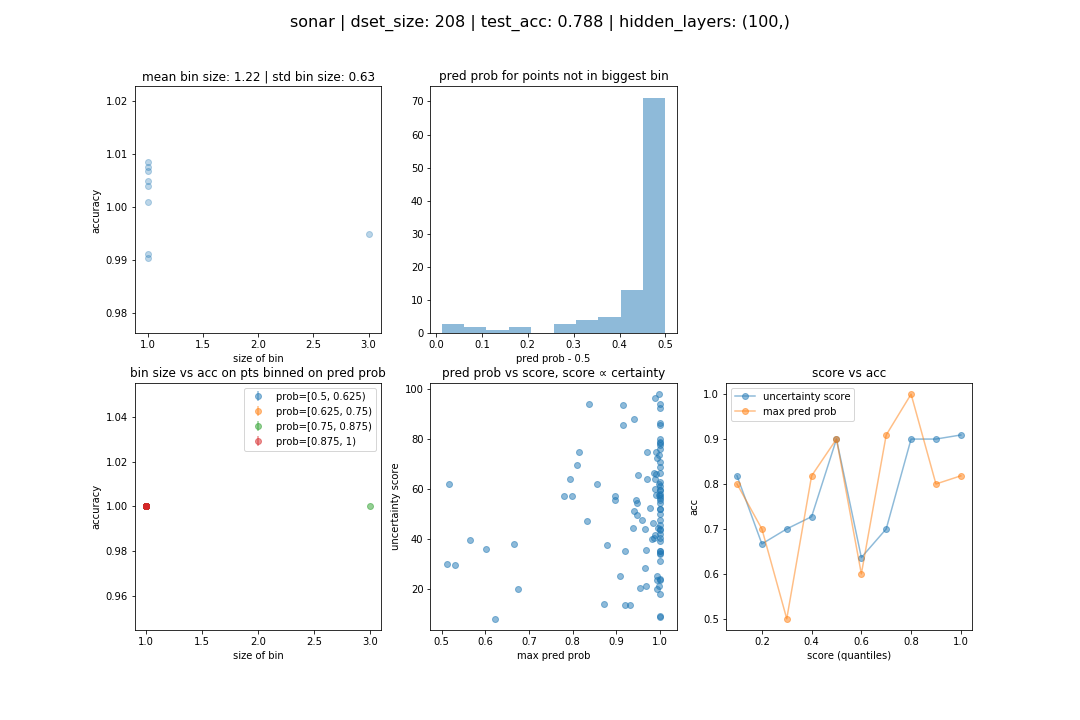 sonar | dset_size: 208 | test_acc: 0.788 | hidden_layers: (100,)
mean bin size: 1.22 | std bin size: 0.63
1.02
1.01
1.00
0.99
0.98
accuracy
1.0 1.5 2.0 2.5 3.0
size of bin
pred prob for points not in biggest bin
70
60
50
40
30
20
10
0
0.0 0.1 0.2 0.3 0.4 0.5
pred prob - 0.5
bin size vs acc on pts binned on pred prob
prob=[0.5, 0.625)
prob=[0.625, 0.75)
prob=[0.75, 0.875)
prob=[0.875, 1)
1.04
1.02
1.00
0.98
0.96
accuracy
1.0 1.5 2.0 2.5 3.0
size of bin
pred prob vs score, score ∝ certainty
100
80
60
40
20
uncertainty score
0.5 0.6 0.7 0.8 0.9 1.0
max pred prob
score vs acc
uncertainty score
max pred prob
1.0
0.9
0.8
0.7
0.6
0.5
acc
0.2 0.4 0.6 0.8 1.0
score (quantiles)